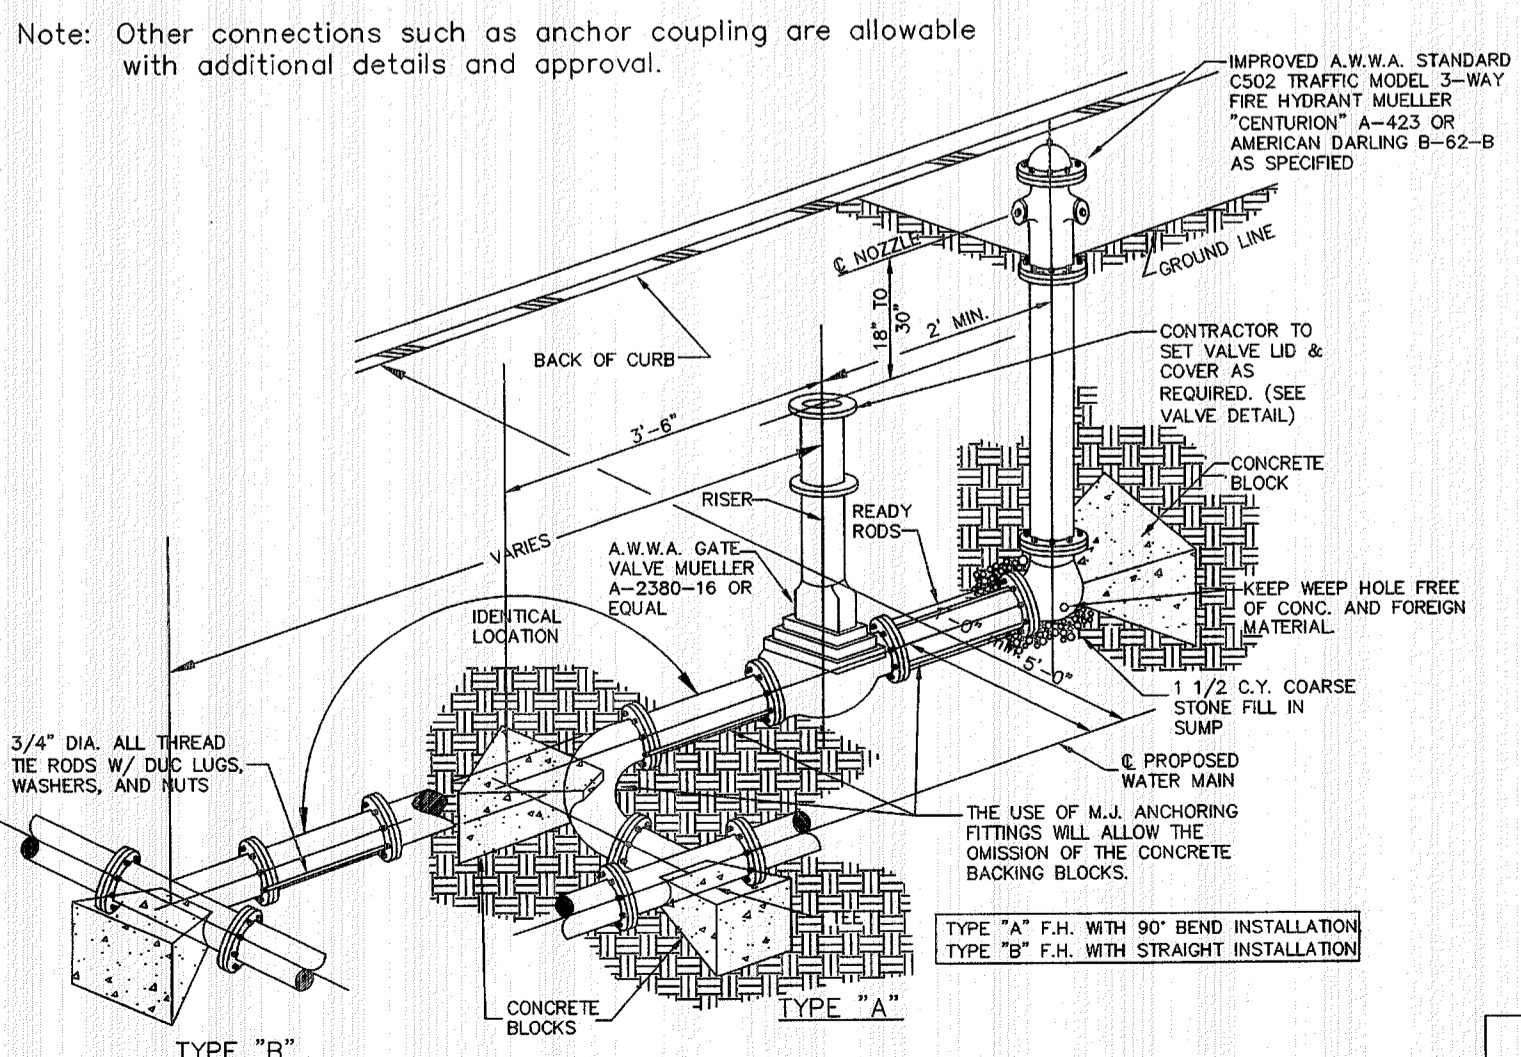 Note: Other connections such as anchor coupling are allowable
with additional details and approval.
IMPROVED A.W.W.A. STANDARD
C502 TRAFFIC MODEL 3-WAY
FIRE HYDRANT MUELLER
"CENTURION" A-423 OR
AMERICAN DARLING B-62-B
AS SPECIFIED
℄ NOZZLE
GROUND LINE
18" TO
30"
2' MIN.
BACK OF CURB
CONTRACTOR TO
SET VALVE LID &
COVER AS
REQUIRED. (SEE
VALVE DETAIL)
3'-6"
CONCRETE
BLOCK
RISER
READY
RODS
VARIES
A.W.W.A. GATE
VALVE MUELLER
A-2380-16 OR
EQUAL
KEEP WEEP HOLE FREE
OF CONC. AND FOREIGN
MATERIAL.
IDENTICAL
LOCATION
5'-0"
1 1/2 C.Y. COARSE
STONE FILL IN
SUMP
3/4" DIA. ALL THREAD
TIE RODS W/ DUC LUGS,
WASHERS, AND NUTS
℄ PROPOSED
WATER MAIN
THE USE OF M.J. ANCHORING
FITTINGS WILL ALLOW THE
OMISSION OF THE CONCRETE
BACKING BLOCKS.
TYPE "A" F.H. WITH 90° BEND INSTALLATION
TYPE "B" F.H. WITH STRAIGHT INSTALLATION
CONCRETE
BLOCKS
TYPE "A"
TYPE "B"